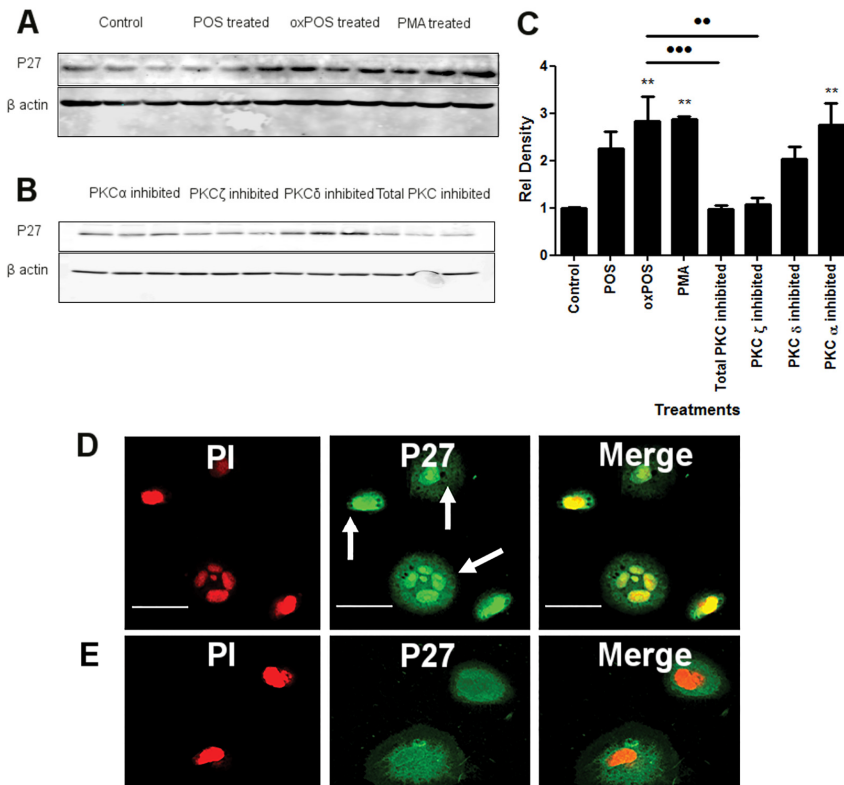 A
Control POS treated oxPOS treated PMA treated
P27
β actin
B
PKCα inhibited PKCζ inhibited PKCδ inhibited Total PKC inhibited
P27
β actin
C
•• 
•••
** ** **
Rel Density
4
3
2
1
0
Control
POS
oxPOS
PMA
Total PKC inhibited
PKC ζ inhibited
PKC δ inhibited
PKC α inhibited
Treatments
D
PI P27 Merge
E
PI P27 Merge